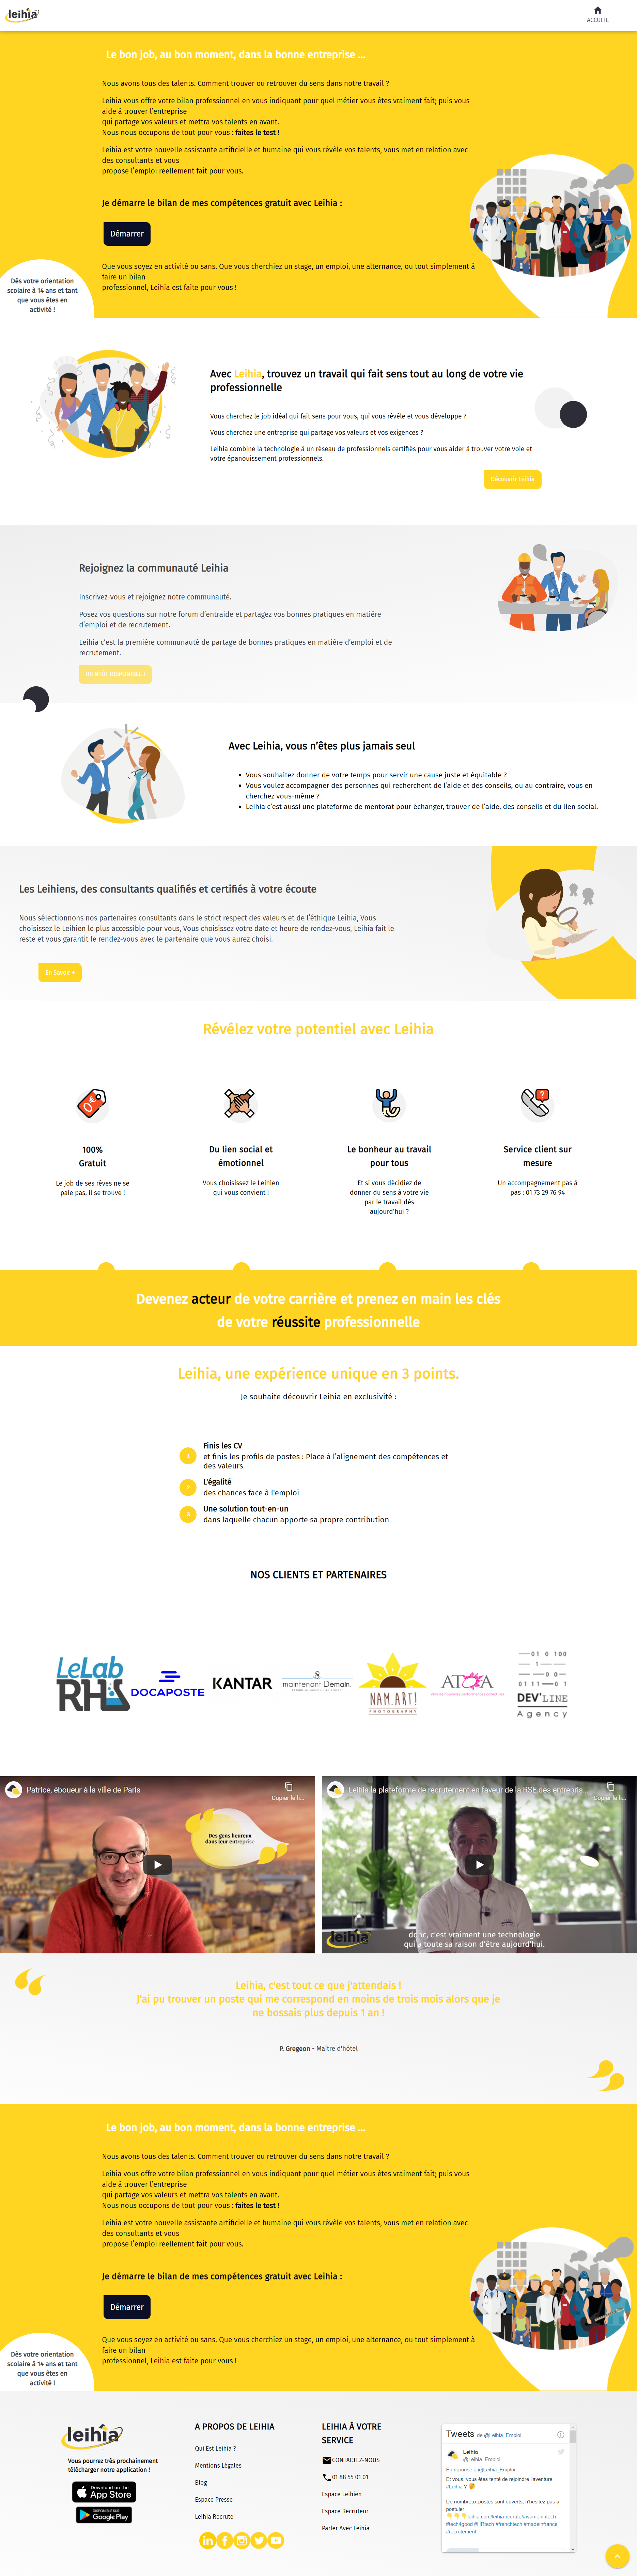 leihia
ACCUEIL
Le bon job, au bon moment, dans la bonne entreprise ...
Nous avons tous des talents. Comment trouver ou retrouver du sens dans notre travail ?
Leihia vous offre votre bilan professionnel en vous indiquant pour quel métier vous êtes vraiment fait; puis vous
aide à trouver l'entreprise
qui partage vos valeurs et mettra vos talents en avant.
Nous nous occupons de tout pour vous : faites le test !
Leihia est votre nouvelle assistante artificielle et humaine qui vous révèle vos talents, vous met en relation avec
des consultants et vous
propose l'emploi réellement fait pour vous.
Je démarre le bilan de mes compétences gratuit avec Leihia :
Démarrer
Que vous soyez en activité ou sans. Que vous cherchiez un stage, un emploi, une alternance, ou tout simplement à
faire un bilan
professionnel, Leihia est faite pour vous !
Dès votre orientation
scolaire à 14 ans et tant
que vous êtes en
activité !
Avec Leihia, trouvez un travail qui fait sens tout au long de votre vie
professionnelle
Vous cherchez le job idéal qui fait sens pour vous, qui vous révèle et vous développe ?
Vous cherchez une entreprise qui partage vos valeurs et vos exigences ?
Leihia combine la technologie à un réseau de professionnels certifiés pour vous aider à trouver votre voie et
votre épanouissement professionnels.
Découvrir Leihia
Rejoignez la communauté Leihia
Inscrivez-vous et rejoignez notre communauté.
Posez vos questions sur notre forum d'entraide et partagez vos bonnes pratiques en matière
d'emploi et de recrutement.
Leihia c'est la première communauté de partage de bonnes pratiques en matière d'emploi et de
recrutement.
BIENTÔT DISPONIBLE !
Avec Leihia, vous n'êtes plus jamais seul
• Vous souhaitez donner de votre temps pour servir une cause juste et équitable ?
• Vous voulez accompagner des personnes qui recherchent de l'aide et des conseils, ou au contraire, vous en
cherchez vous-même ?
• Leihia c'est aussi une plateforme de mentorat pour échanger, trouver de l'aide, des conseils et du lien social.
Les Leihiens, des consultants qualifiés et certifiés à votre écoute
Nous sélectionnons nos partenaires consultants dans le strict respect des valeurs et de l'éthique Leihia, Vous
choisissez le Leihien le plus accessible pour vous, Vous choisissez votre date et heure de rendez-vous, Leihia fait le
reste et vous garantit le rendez-vous avec le partenaire que vous aurez choisi.
En Savoir +
Révélez votre potentiel avec Leihia
100%
Gratuit
Le job de ses rêves ne se
paie pas, il se trouve !
Du lien social et
émotionnel
Vous choisissez le Leihien
qui vous convient !
Le bonheur au travail
pour tous
Et si vous décidiez de
donner du sens à votre vie
par le travail dès
aujourd'hui ?
Service client sur
mesure
Un accompagnement pas à
pas : 01 73 29 76 94
Devenez acteur de votre carrière et prenez en main les clés
de votre réussite professionnelle
Leihia, une expérience unique en 3 points.
Je souhaite découvrir Leihia en exclusivité :
1
Finis les CV
et finis les profils de postes : Place à l'alignement des compétences et
des valeurs
2
L'égalité
des chances face à l'emploi
3
Une solution tout-en-un
dans laquelle chacun apporte sa propre contribution
NOS CLIENTS ET PARTENAIRES
LeLab
RH
DOCAPOSTE
KANTAR
8
maintenant Demain
NAM.ART!
PHOTOGRAPHY
DEV'LINE
Agency
Patrice, éboueur à la ville de Paris
Copier le li...
Des gens heureux
dans leur entreprise
Leihia la plateforme de recrutement en faveur de la RSE des entrepris...
Copier le li...
leihia
donc, c'est vraiment une technologie
qui a toute sa raison d'être aujourd'hui.
Leihia, c'est tout ce que j'attendais !
J'ai pu trouver un poste qui me correspond en moins de trois mois alors que je
ne bossais plus depuis 1 an !
P. Gregeon - Maître d'hôtel
Le bon job, au bon moment, dans la bonne entreprise ...
Nous avons tous des talents. Comment trouver ou retrouver du sens dans notre travail ?
Leihia vous offre votre bilan professionnel en vous indiquant pour quel métier vous êtes vraiment fait; puis vous
aide à trouver l'entreprise
qui partage vos valeurs et mettra vos talents en avant.
Nous nous occupons de tout pour vous : faites le test !
Leihia est votre nouvelle assistante artificielle et humaine qui vous révèle vos talents, vous met en relation avec
des consultants et vous
propose l'emploi réellement fait pour vous.
Je démarre le bilan de mes compétences gratuit avec Leihia :
Démarrer
Que vous soyez en activité ou sans. Que vous cherchiez un stage, un emploi, une alternance, ou tout simplement à
faire un bilan
professionnel, Leihia est faite pour vous !
Dès votre orientation
scolaire à 14 ans et tant
que vous êtes en
activité !
leihia
Vous pourrez très prochainement
télécharger notre application !
Download on the
App Store
DISPONIBLE SUR
Google Play
A PROPOS DE LEIHIA
Qui Est Leihia ?
Mentions Légales
Blog
Espace Presse
Leihia Recrute
LEIHIA À VOTRE
SERVICE
CONTACTEZ-NOUS
01 88 55 01 01
Espace Leihien
Espace Recruteur
Parler Avec Leihia
Tweets de @Leihia_Emploi
Leihia
@Leihia_Emploi
En réponse à @Leihia_Emploi
Et vous, vous êtes tenté de rejoindre l'aventure
#Leihia ?
De nombreux postes sont ouverts, n'hésitez pas à
postuler
leihia.com/leihia-recrute/#womenintech
#tech4good #HRtech #frenchtech #madeinfrance
#recrutement